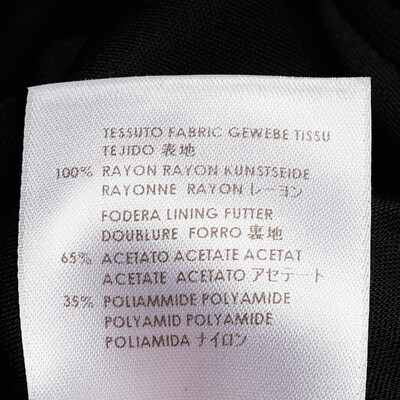 TESSUTO FABRIC GEWEBE TISSU
TEJIDO 表地
100% RAYON RAYON KUNSTSEIDE
RAYONNE RAYON レーヨン
FODERA LINING FUTTER
DOUBLURE FORRO 裏地
65% ACETATO ACETATE ACETAT
ACETATE ACETATO アセテート
35% POLIAMMIDE POLYAMIDE
POLYAMID POLYAMIDE
POLIAMIDA ナイロン